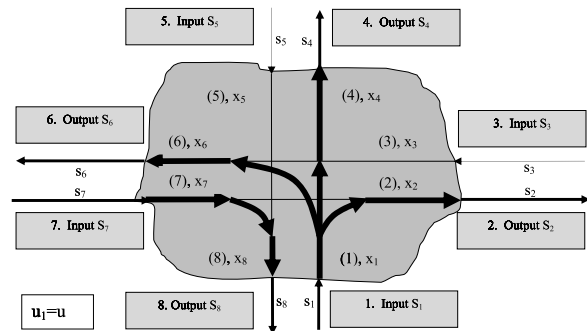 5. Input S5
4. Output S4
s5
s4
(5), x5
(4), x4
6. Output S6
3. Input S3
(6), x6
(3), x3
s6
s3
s7
(7), x7
(2), x2
s2
7. Input S7
2. Output S2
(8), x8
(1), x1
u1=u
8. Output S8
s8
s1
1. Input S1